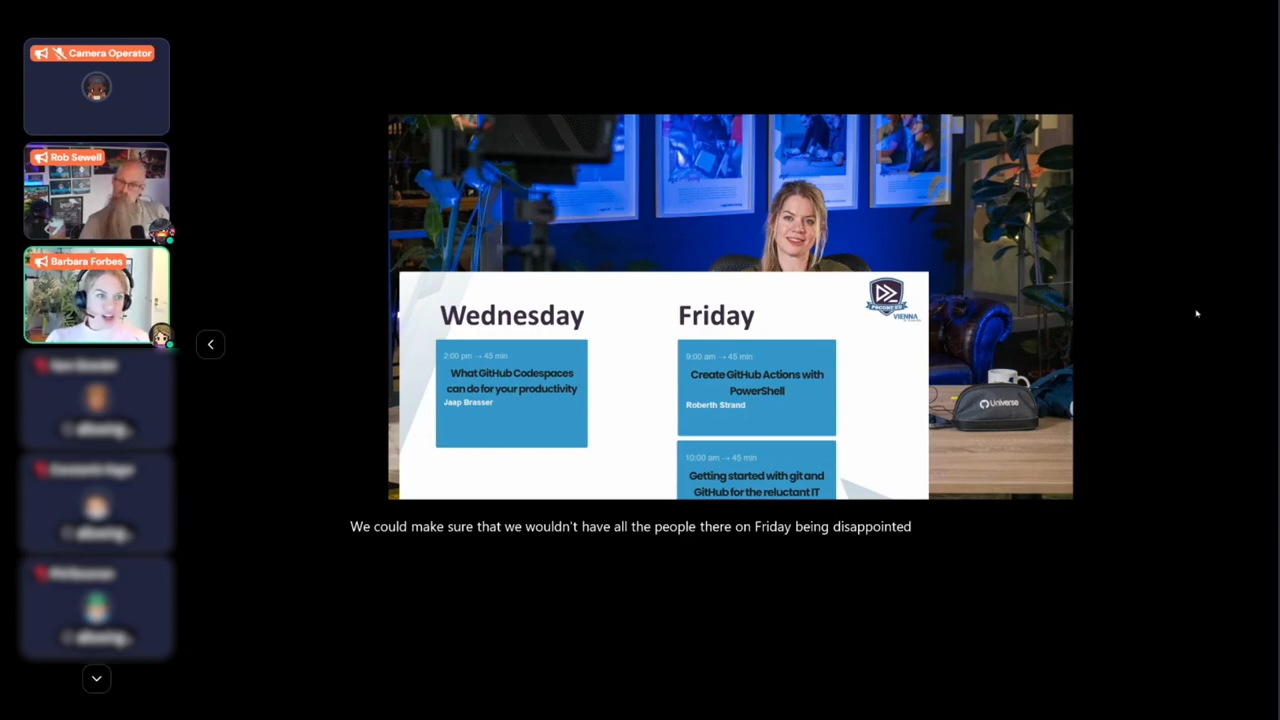 Camera Operator
Rob Sewell
Barbara Forbes
Wednesday
2:00 pm → 45 min
What GitHub Codespaces
can do for your productivity
Jaap Brasser
Friday
9:00 am → 45 min
Create GitHub Actions with
PowerShell
Roberth Strand
10:00 am → 45 min
Getting started with git and
GitHub for the reluctant IT
PSCONF.EU
VIENNA
Universe
We could make sure that we wouldn't have all the people there on Friday being disappointed